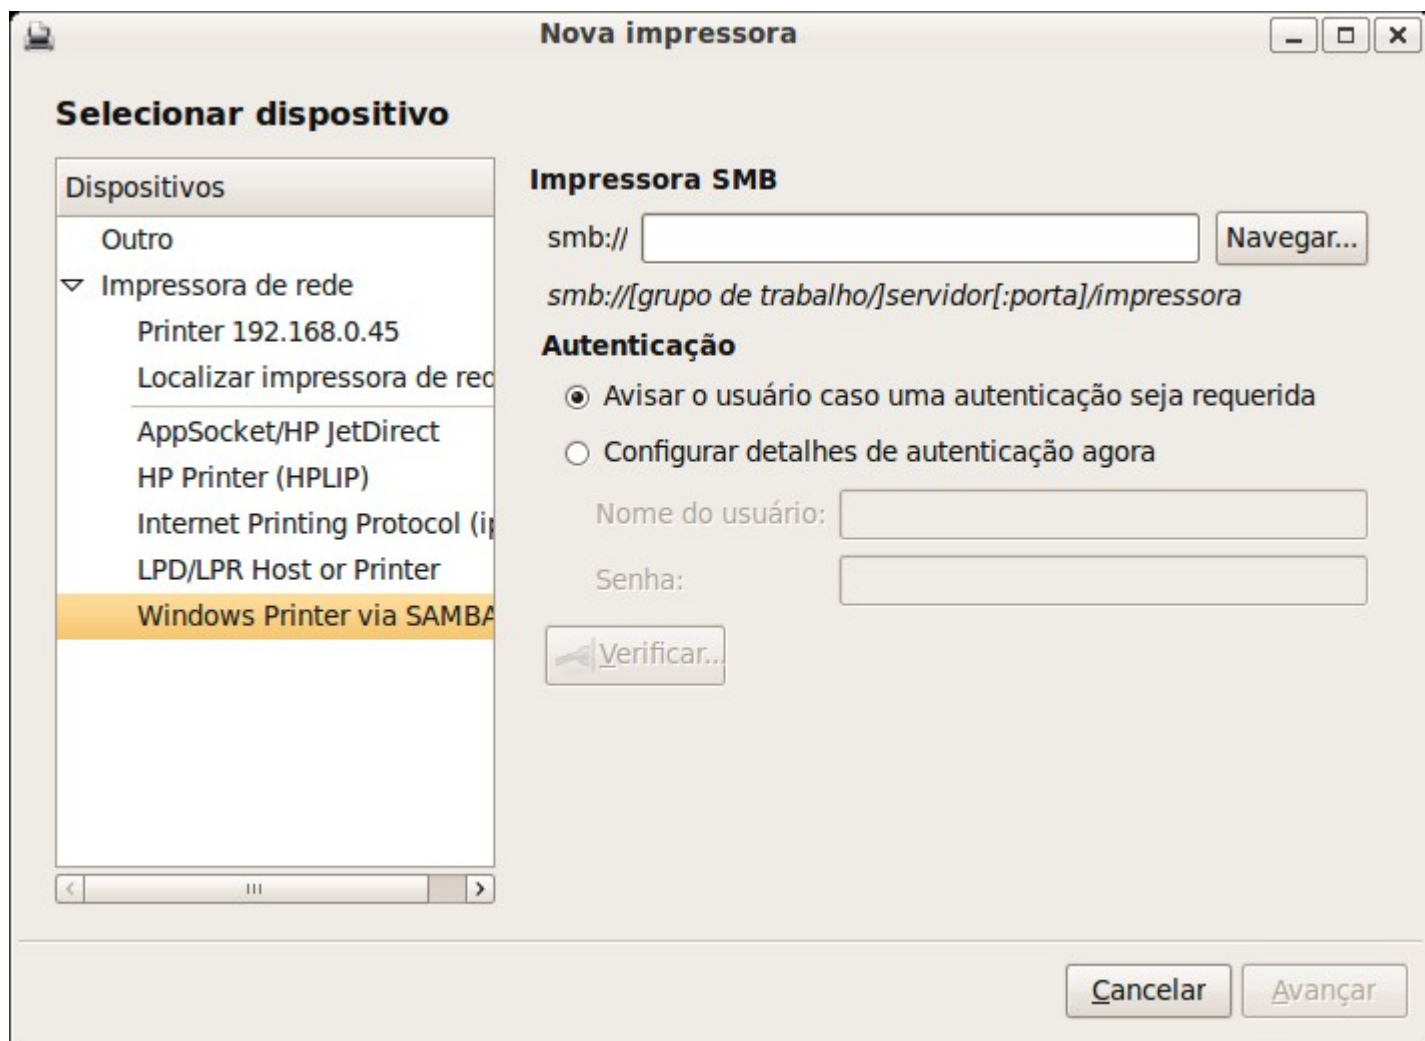 Nova impressora
Selecionar dispositivo
Dispositivos
Outro
Impressora de rede
Printer 192.168.0.45
Localizar impressora de red
AppSocket/HP JetDirect
HP Printer (HPLIP)
Internet Printing Protocol (ip
LPD/LPR Host or Printer
Windows Printer via SAMBA
Impressora SMB
smb://
Navegar...
smb://[grupo de trabalho/]servidor[:porta]/impressora
Autenticação
Avisar o usuário caso uma autenticação seja requerida
Configurar detalhes de autenticação agora
Nome do usuário:
Senha:
Verificar...
Cancelar
Avançar